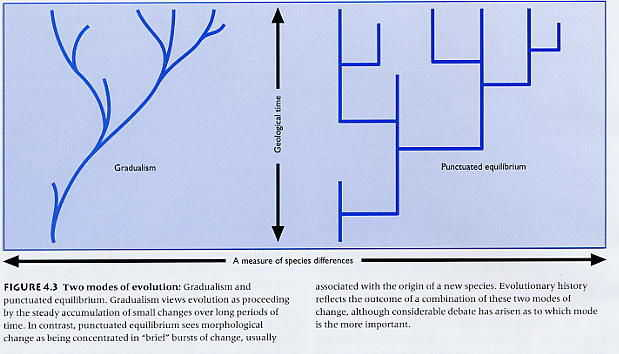 Geological time
Gradualism
Punctuated equilibrium
A measure of species differences
FIGURE 4.3 Two modes of evolution: Gradualism and
punctuated equilibrium. Gradualism views evolution as proceeding
by the steady accumulation of small changes over long periods of
time. In contrast, punctuated equilibrium sees morphological
change as being concentrated in "brief" bursts of change, usually
associated with the origin of a new species. Evolutionary history
reflects the outcome of a combination of these two modes of
change, although considerable debate has arisen as to which mode
is the more important.